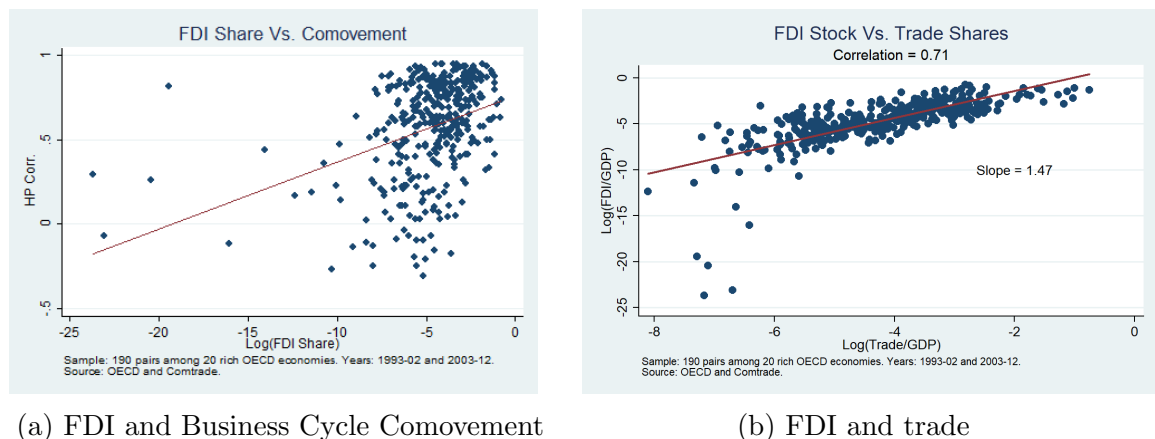 FDI Share Vs. Comovement
1
.5
0
-.5
HP Corr.
-25 -20 -15 -10 -5 0
Log(FDI Share)
Sample: 190 pairs among 20 rich OECD economies. Years: 1993-02 and 2003-12.
Source: OECD and Comtrade.
(a) FDI and Business Cycle Comovement
FDI Stock Vs. Trade Shares
Correlation = 0.71
0
-5
-10
-15
-20
-25
Log(FDI/GDP)
Slope = 1.47
-8 -6 -4 -2 0
Log(Trade/GDP)
Sample: 190 pairs among 20 rich OECD economies. Years: 1993-02 and 2003-12.
Source: OECD and Comtrade.
(b) FDI and trade